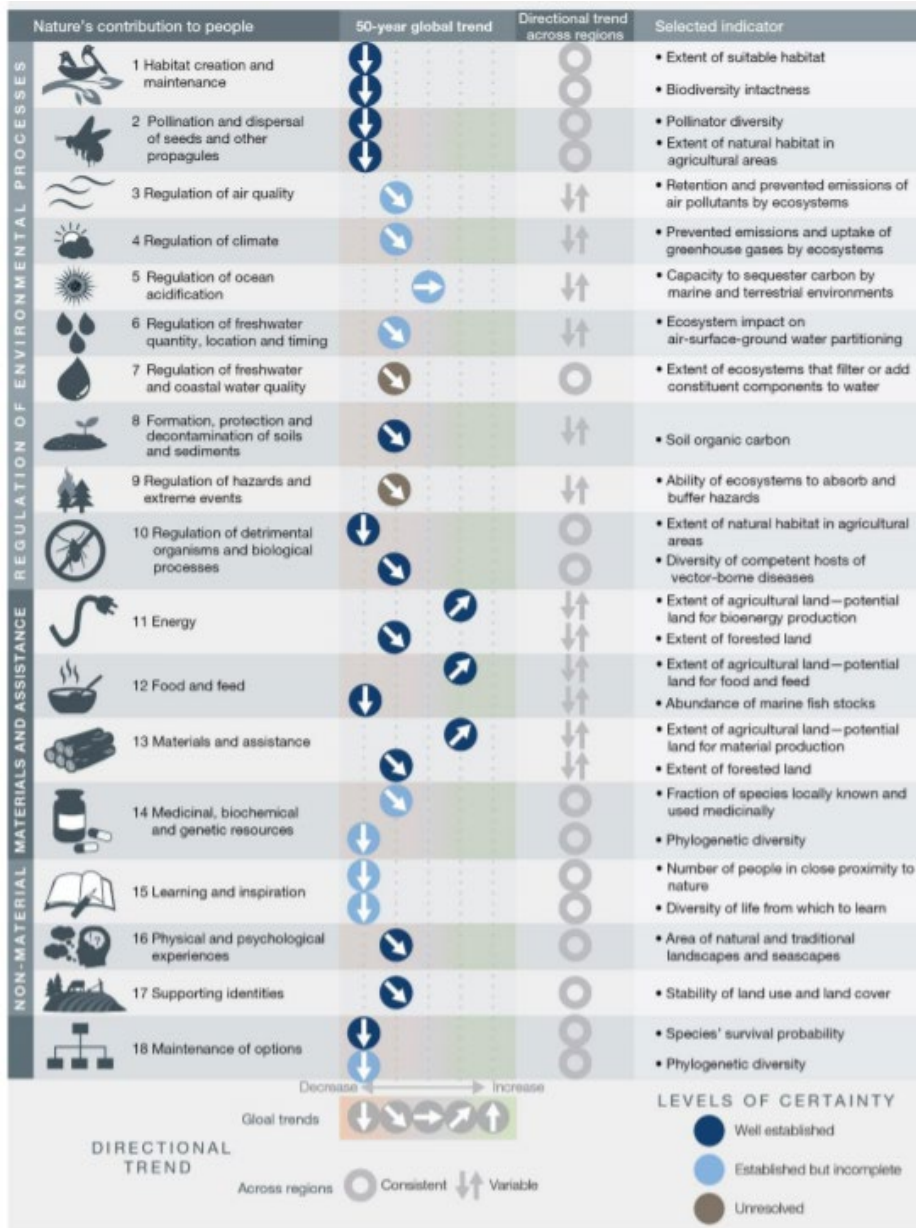 Nature's contribution to people
50-year global trend
Directional trend
across regions
Selected indicator
REGULATION OF ENVIRONMENTAL PROCESSES
1 Habitat creation and
maintenance
• Extent of suitable habitat
• Biodiversity intactness
2 Pollination and dispersal
of seeds and other
propagules
• Pollinator diversity
• Extent of natural habitat in
agricultural areas
3 Regulation of air quality
• Retention and prevented emissions of
air pollutants by ecosystems
4 Regulation of climate
• Prevented emissions and uptake of
greenhouse gases by ecosystems
5 Regulation of ocean
acidification
• Capacity to sequester carbon by
marine and terrestrial environments
6 Regulation of freshwater
quantity, location and timing
• Ecosystem impact on
air-surface-ground water partitioning
7 Regulation of freshwater
and coastal water quality
• Extent of ecosystems that filter or add
constituent components to water
8 Formation, protection and
decontamination of soils
and sediments
• Soil organic carbon
9 Regulation of hazards and
extreme events
• Ability of ecosystems to absorb and
buffer hazards
10 Regulation of detrimental
organisms and biological
processes
• Extent of natural habitat in agricultural
areas
• Diversity of competent hosts of
vector-borne diseases
MATERIALS AND ASSISTANCE
11 Energy
• Extent of agricultural land—potential
land for bioenergy production
• Extent of forested land
12 Food and feed
• Extent of agricultural land—potential
land for food and feed
• Abundance of marine fish stocks
13 Materials and assistance
• Extent of agricultural land—potential
land for material production
• Extent of forested land
14 Medicinal, biochemical
and genetic resources
• Fraction of species locally known and
used medicinally
• Phylogenetic diversity
NON-MATERIAL
15 Learning and inspiration
• Number of people in close proximity to
nature
• Diversity of life from which to learn
16 Physical and psychological
experiences
• Area of natural and traditional
landscapes and seascapes
17 Supporting identities
• Stability of land use and land cover
18 Maintenance of options
• Species' survival probability
• Phylogenetic diversity
Decrease
Increase
Gloal trends
DIRECTIONAL
TREND
Across regions
Consistent
Variable
LEVELS OF CERTAINTY
Well established
Established but incomplete
Unresolved